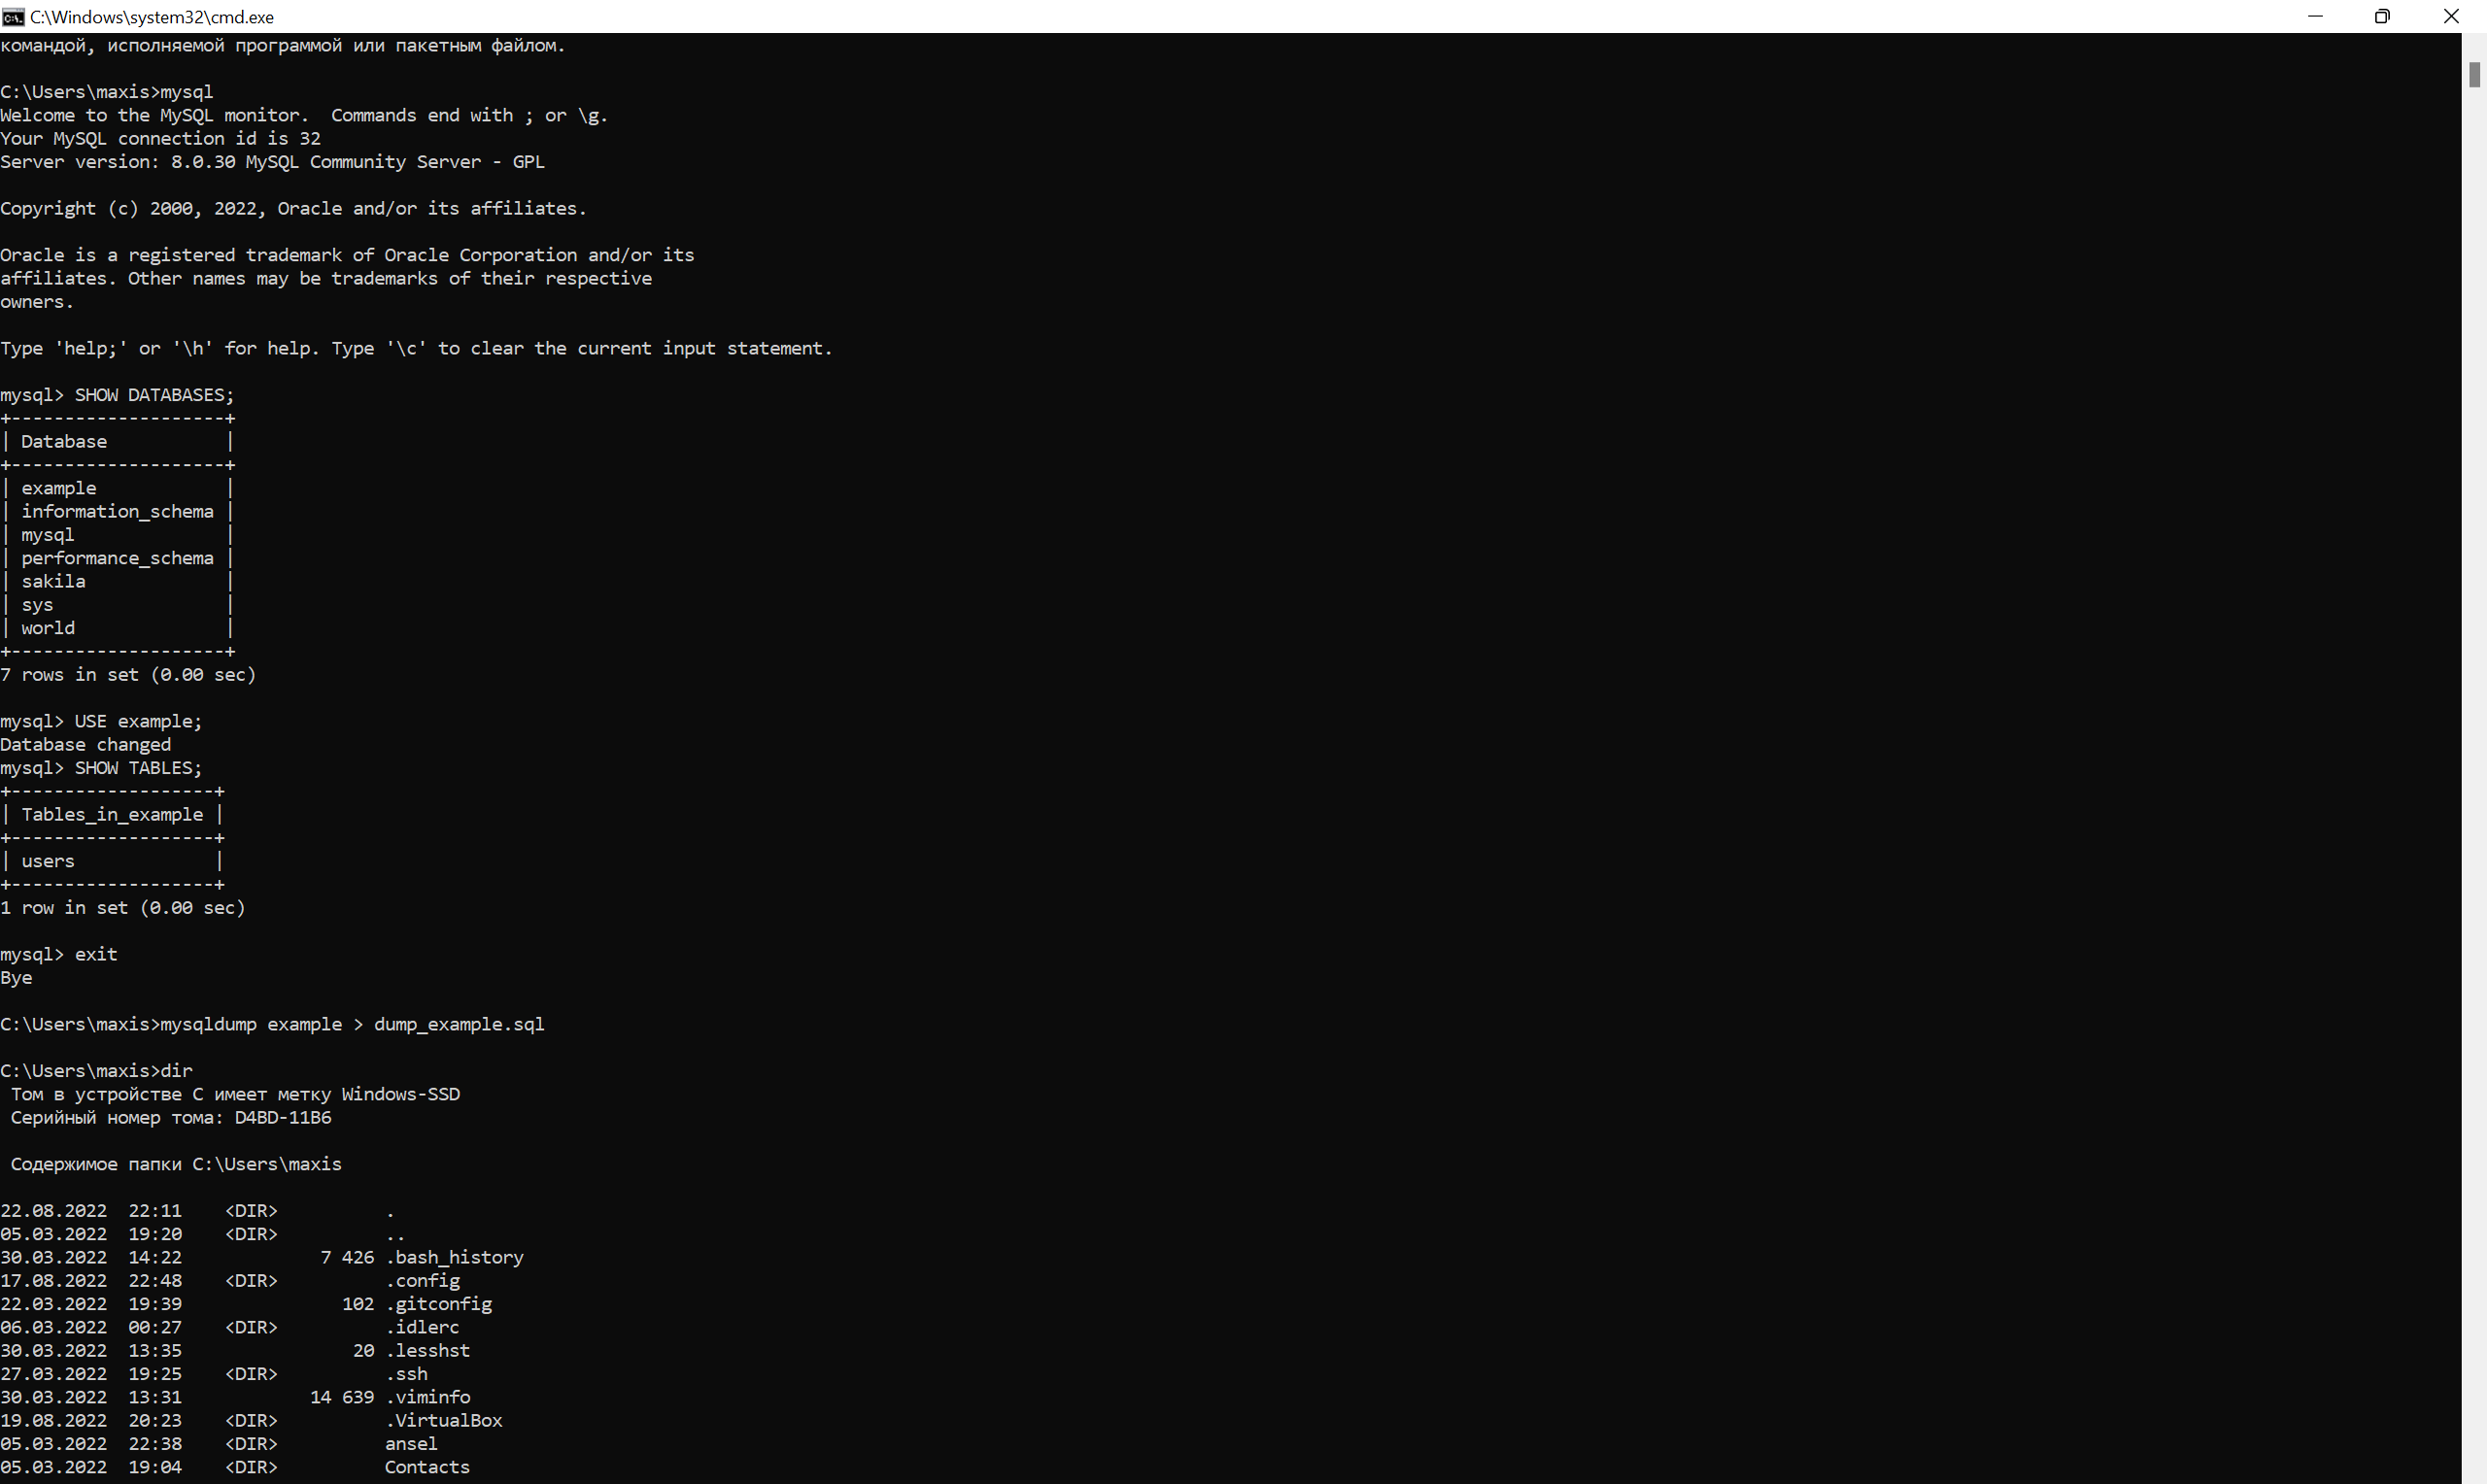 C:\Windows\system32\cmd.exe
командой, исполняемой программой или пакетным файлом.
C:\Users\maxis>mysql
Welcome to the MySQL monitor.  Commands end with ; or \g.
Your MySQL connection id is 32
Server version: 8.0.30 MySQL Community Server - GPL
Copyright (c) 2000, 2022, Oracle and/or its affiliates.
Oracle is a registered trademark of Oracle Corporation and/or its
affiliates. Other names may be trademarks of their respective
owners.
Type 'help;' or '\h' for help. Type '\c' to clear the current input statement.
mysql> SHOW DATABASES;
+--------------------+
| Database           |
+--------------------+
| example            |
| information_schema |
| mysql              |
| performance_schema |
| sakila             |
| sys                |
| world              |
+--------------------+
7 rows in set (0.00 sec)
mysql> USE example;
Database changed
mysql> SHOW TABLES;
+-------------------+
| Tables_in_example |
+-------------------+
| users             |
+-------------------+
1 row in set (0.00 sec)
mysql> exit
Bye
C:\Users\maxis>mysqldump example > dump_example.sql
C:\Users\maxis>dir
 Том в устройстве C имеет метку Windows-SSD
 Серийный номер тома: D4BD-11B6
 Содержимое папки C:\Users\maxis
22.08.2022  22:11    <DIR>          .
05.03.2022  19:20    <DIR>          ..
30.03.2022  14:22             7 426 .bash_history
17.08.2022  22:48    <DIR>          .config
22.03.2022  19:39               102 .gitconfig
06.03.2022  00:27    <DIR>          .idlerc
30.03.2022  13:35                20 .lesshst
27.03.2022  19:25    <DIR>          .ssh
30.03.2022  13:31            14 639 .viminfo
19.08.2022  20:23    <DIR>          .VirtualBox
05.03.2022  22:38    <DIR>          ansel
05.03.2022  19:04    <DIR>          Contacts